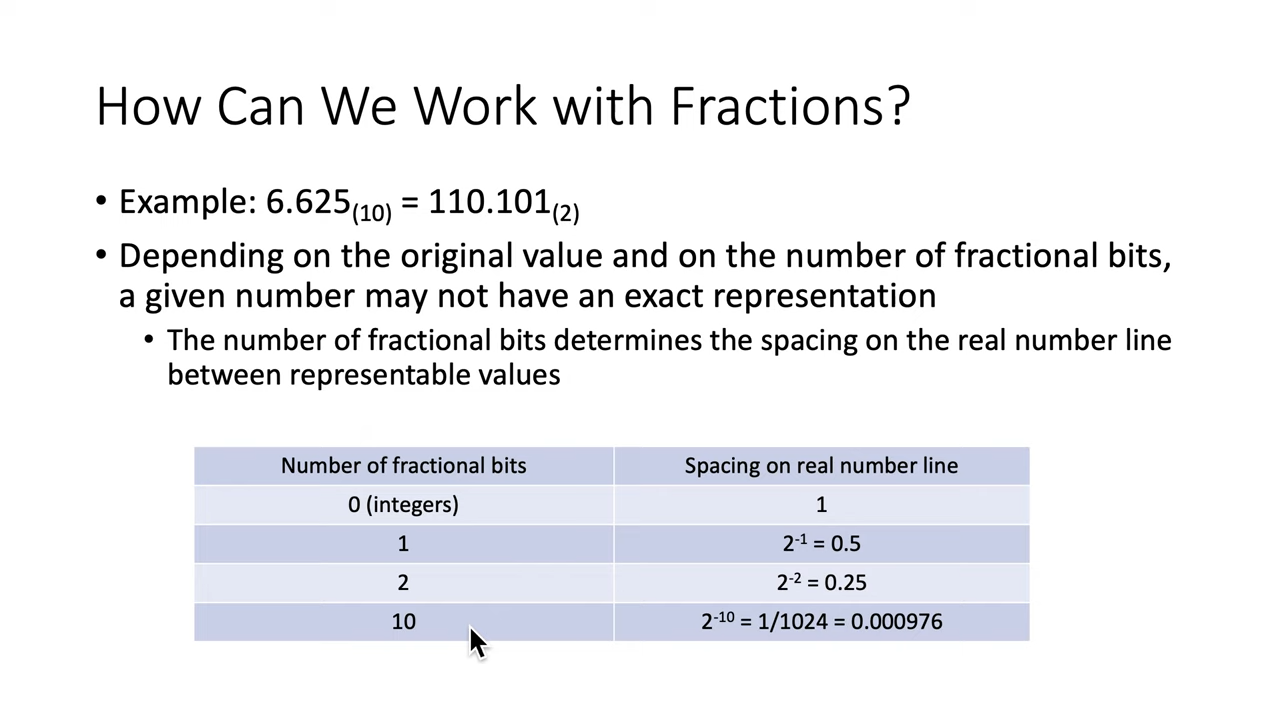 How Can We Work with Fractions?
• Example: 6.625(10) = 110.101(2)
• Depending on the original value and on the number of fractional bits,
a given number may not have an exact representation
• The number of fractional bits determines the spacing on the real number line
between representable values
Number of fractional bits Spacing on real number line
0 (integers) 1
1 2-1 = 0.5
2 2-2 = 0.25
10 2-10 = 1/1024 = 0.000976